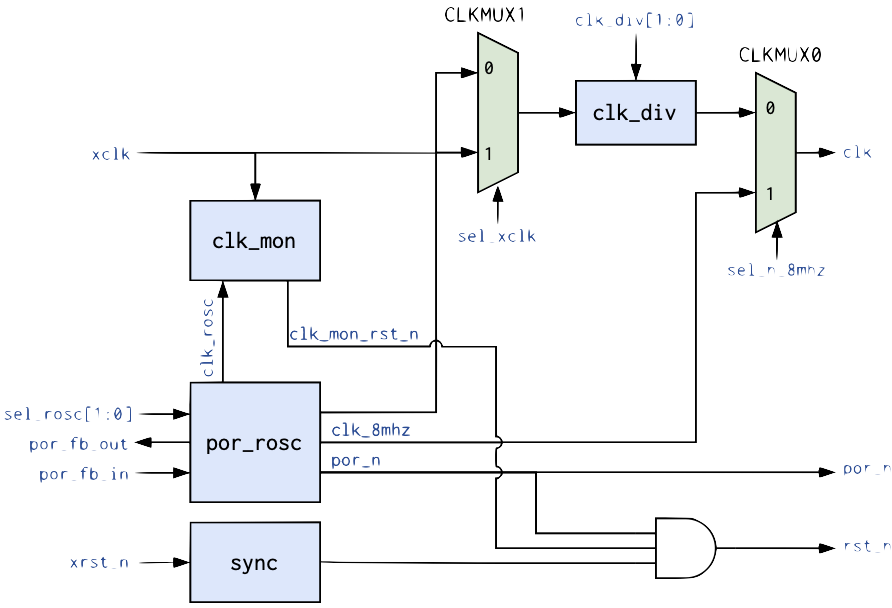 CLKMUX1
clk_div[1:0]
CLKMUX0
0
clk_div
0
xclk
1
clk
1
clk_mon
sel_xclk
sel_n_8mhz
clk_rosc
clk_mon_rst_n
sel_rosc[1:0]
clk_8mhz
por_fb_out
por_rosc
por_n
por_fb_in
por_n
xrst_n
sync
rst_n